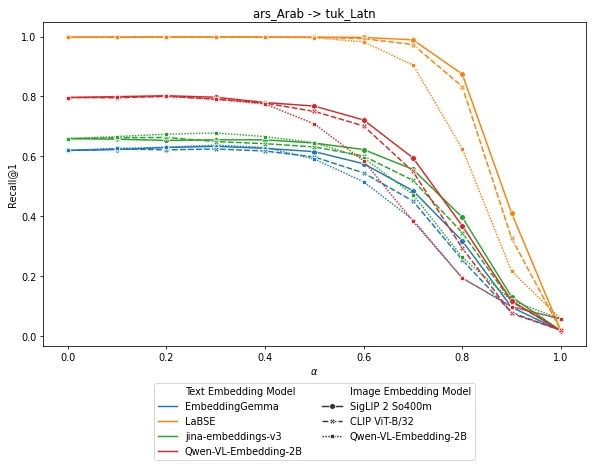 ars_Arab -> tuk_Latn
Recall@1
1.0
0.8
0.6
0.4
0.2
0.0
0.0 0.2 0.4 0.6 0.8 1.0
α
Text Embedding Model
EmbeddingGemma
LaBSE
jina-embeddings-v3
Qwen-VL-Embedding-2B
Image Embedding Model
SigLIP 2 So400m
CLIP ViT-B/32
Qwen-VL-Embedding-2B